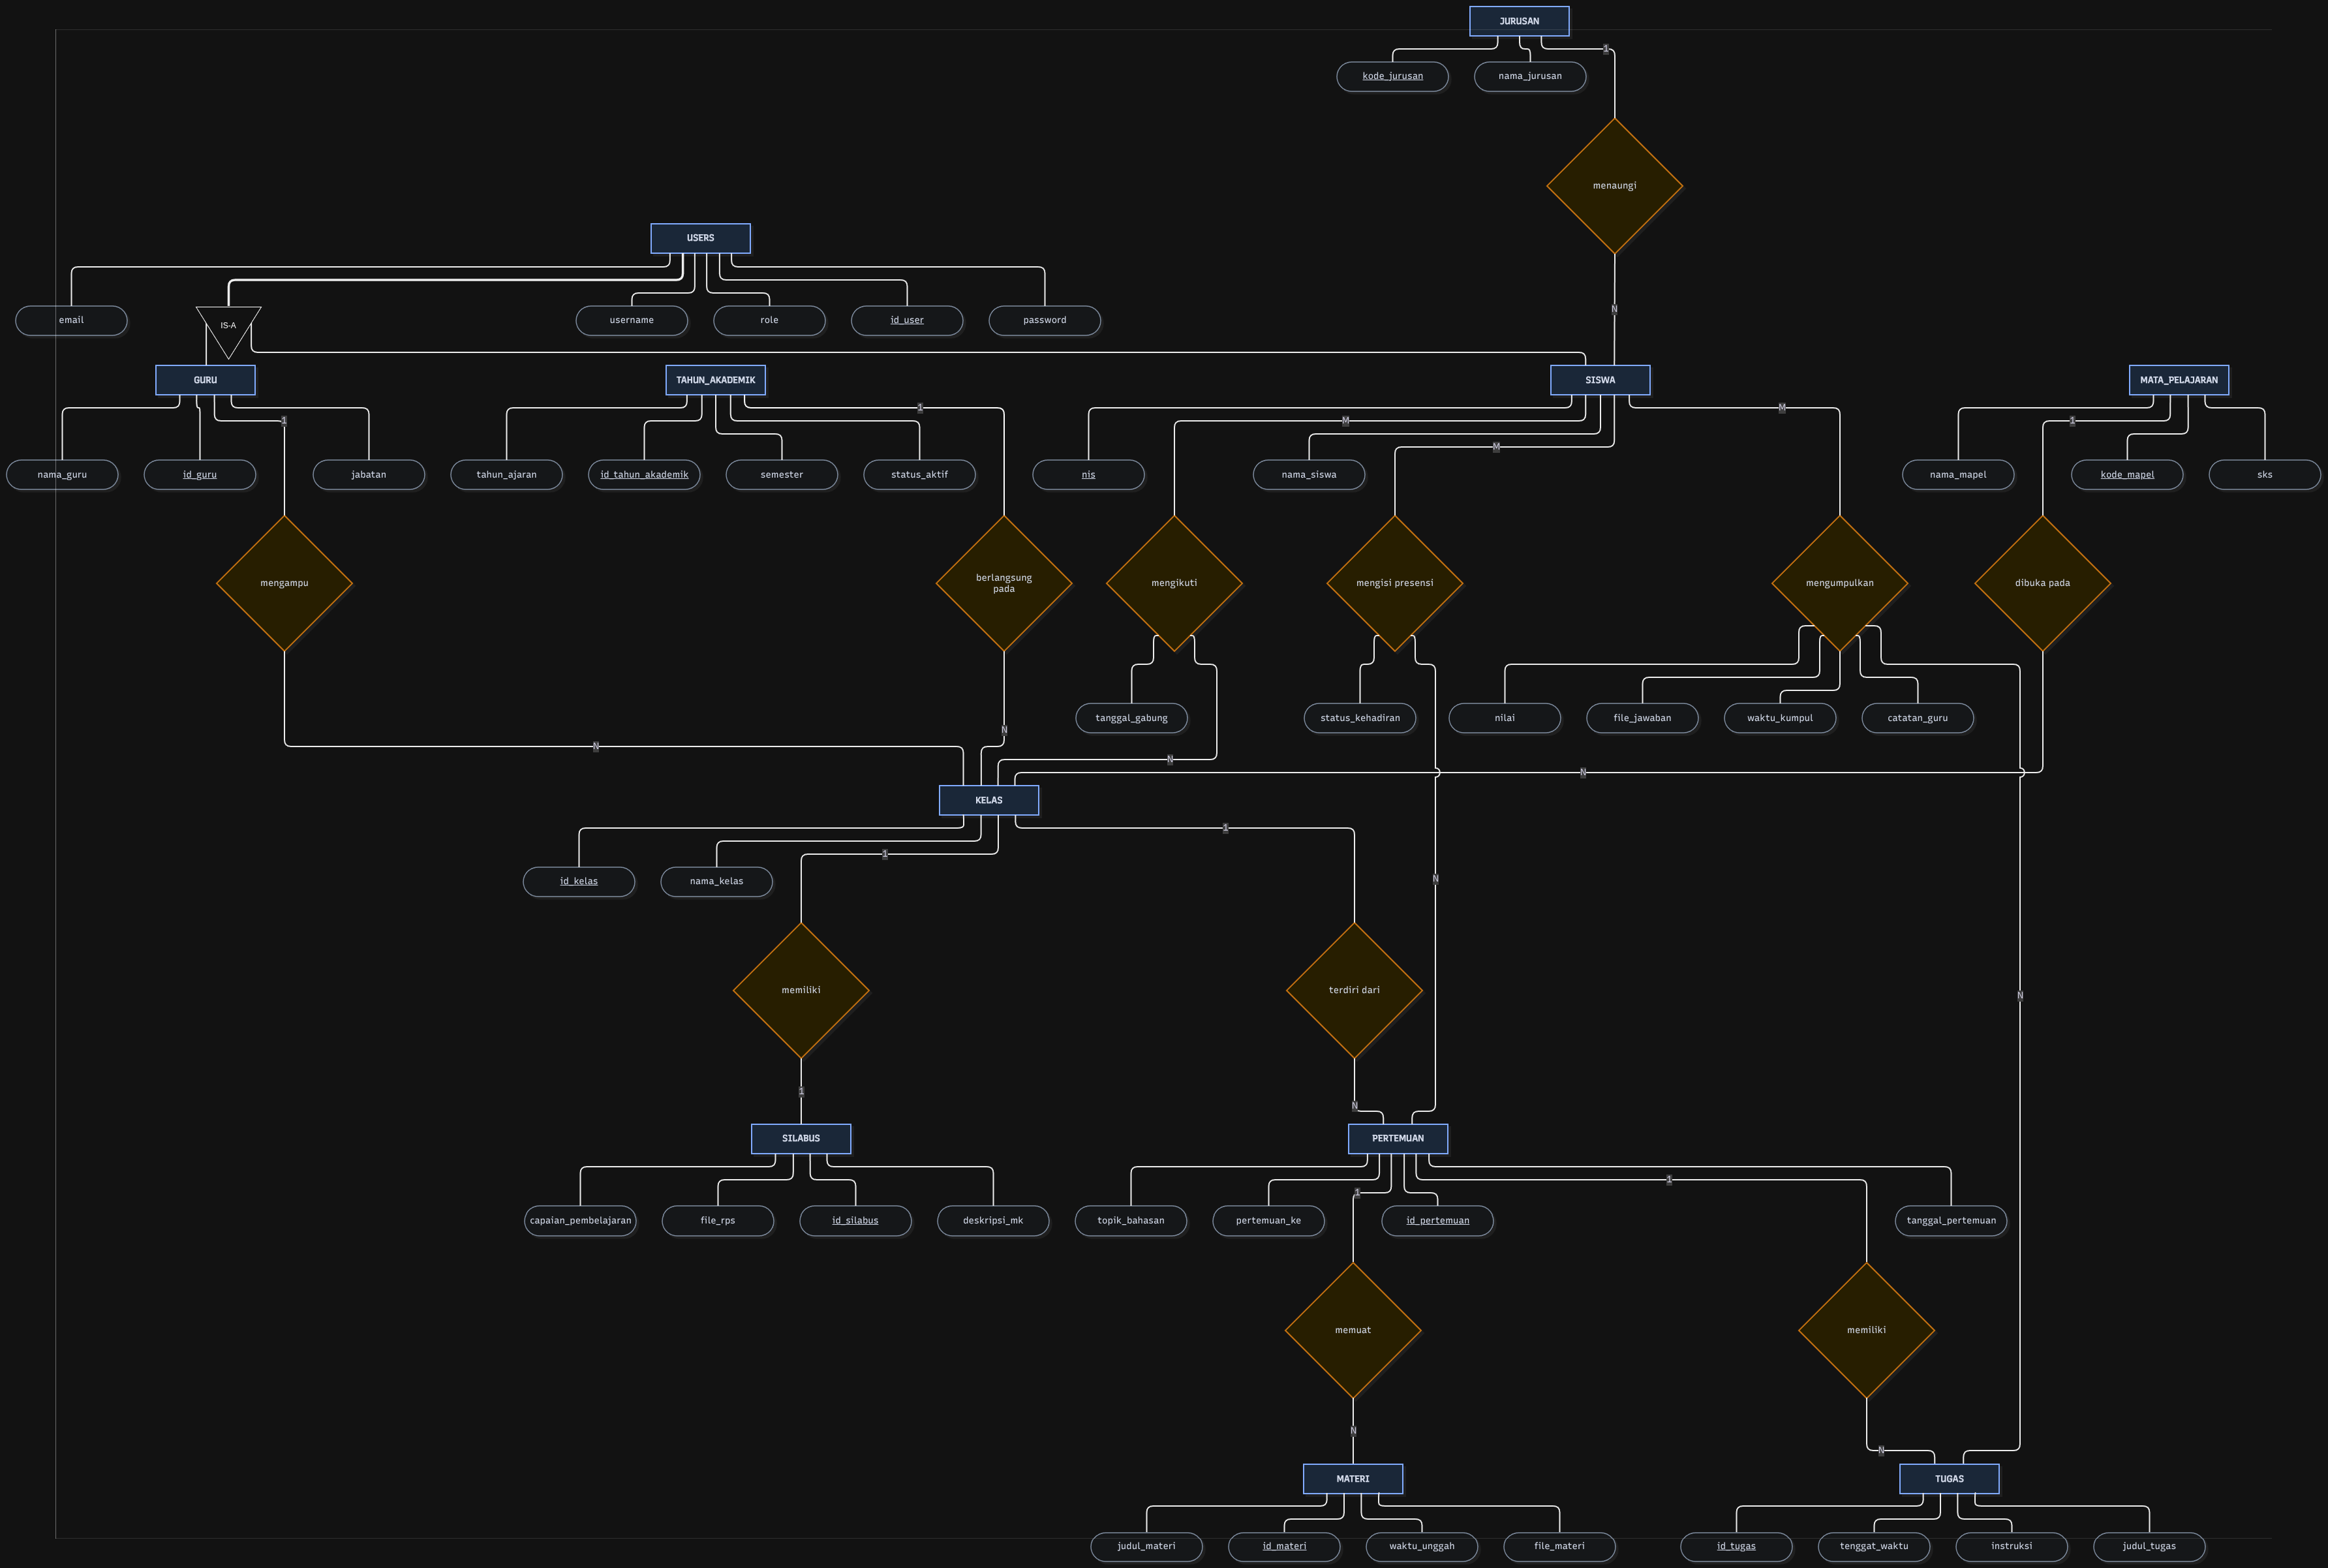 JURUSAN
1
kode_jurusan
nama_jurusan
menaungi
N
USERS
email
IS-A
username
role
id_user
password
GURU
TAHUN_AKADEMIK
SISWA
MATA_PELAJARAN
1
1
M
M
M
1
nama_guru
id_guru
jabatan
tahun_ajaran
id_tahun_akademik
semester
status_aktif
nis
nama_siswa
nama_mapel
kode_mapel
sks
mengampu
berlangsung
pada
mengikuti
mengisi presensi
mengumpulkan
dibuka pada
tanggal_gabung
status_kehadiran
nilai
file_jawaban
waktu_kumpul
catatan_guru
N
N
N
N
KELAS
1
1
id_kelas
nama_kelas
N
memiliki
terdiri dari
N
1
N
SILABUS
PERTEMUAN
1
1
capaian_pembelajaran
file_rps
id_silabus
deskripsi_mk
topik_bahasan
pertemuan_ke
id_pertemuan
tanggal_pertemuan
memuat
memiliki
N
N
MATERI
TUGAS
judul_materi
id_materi
waktu_unggah
file_materi
id_tugas
tenggat_waktu
instruksi
judul_tugas